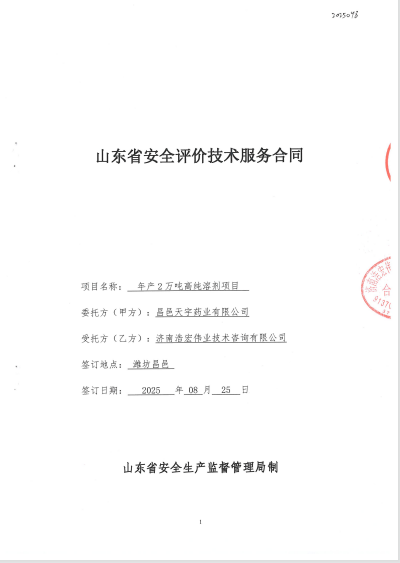 2025098
山东省安全评价技术服务合同
项目名称： 年产2万吨高纯溶剂项目
委托方（甲方）：昌邑天宇药业有限公司
受托方（乙方）：济南浩宏伟业技术咨询有限公司
签订地点： 潍坊昌邑
签订日期： 2025 年 08 月 25 日
山东省安全生产监督管理局制
1